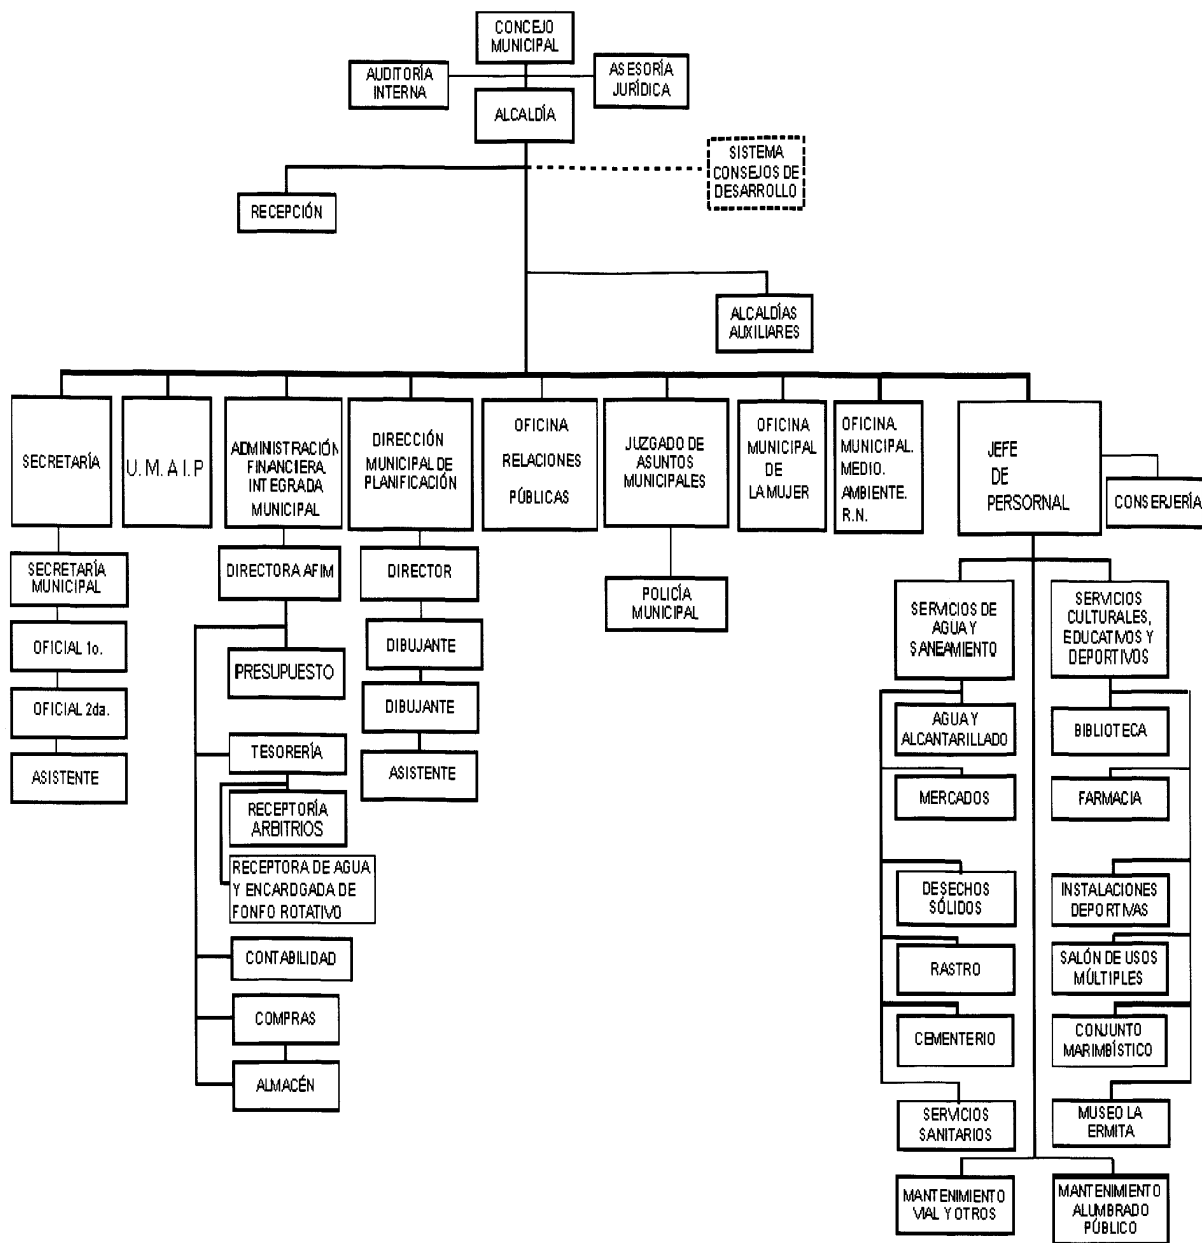 CONCEJO
MUNICIPAL
AUDITORÍA
INTERNA
ASESORÍA
JURÍDICA
ALCALDÍA
SISTEMA
CONSEJOS DE
DESARROLLO
RECEPCIÓN
ALCALDÍAS
AUXILIARES
SECRETARÍA
U.M.A.I.P
ADMINISTRACIÓN
FINANCIERA
INTEGRADA
MUNICIPAL
DIRECCIÓN
MUNICIPAL DE
PLANIFICACIÓN
OFICINA
RELACIONES
PÚBLICAS
JUZGADO DE
ASUNTOS
MUNICIPALES
OFICINA
MUNICIPAL
DE
LA MUJER
OFICINA.
MUNICIPAL.
MEDIO.
AMBIENTE.
R.N.
JEFE
DE
PERSORNAL
CONSERJERÍA
SECRETARÍA
MUNICIPAL
OFICIAL 1o.
OFICIAL 2da.
ASISTENTE
DIRECTORA AFIM
PRESUPUESTO
TESORERÍA
RECEPTORÍA
ARBITRIOS
RECEPTORA DE AGUA
Y ENCARDGADA DE
FONFO ROTATIVO
CONTABILIDAD
COMPRAS
ALMACÉN
DIRECTOR
DIBUJANTE
DIBUJANTE
ASISTENTE
POLICÍA
MUNICIPAL
SERVICIOS DE
AGUA Y
SANEAMIENTO
AGUA Y
ALCANTARILLADO
MERCADOS
DESECHOS
SÓLIDOS
RASTRO
CEMENTERIO
SERVICIOS
SANITARIOS
SERVICIOS
CULTURALES,
EDUCATIVOS Y
DEPORTIVOS
BIBLIOTECA
FARMACIA
INSTALACIONES
DEPORTIVAS
SALÓN DE USOS
MÚLTIPLES
CONJUNTO
MARIMBÍSTICO
MUSEO LA
ERMITA
MANTENIMIENTO
VIAL Y OTROS
MANTENIMIENTO
ALUMBRADO
PÚBLICO